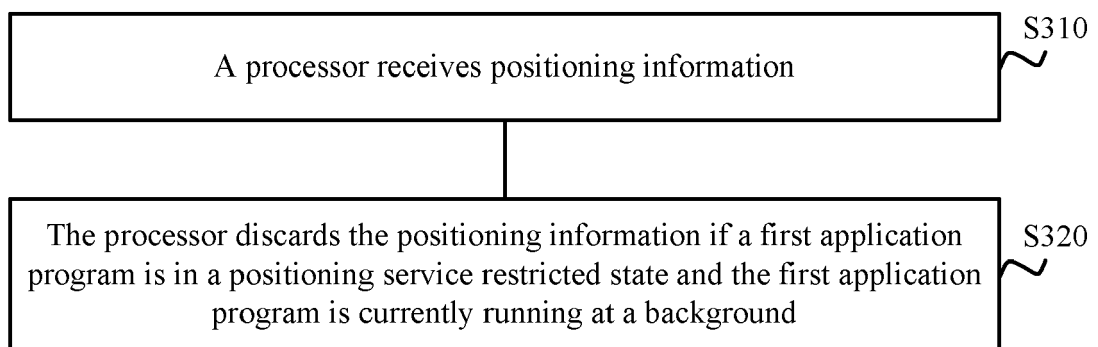 S310
A processor receives positioning information
The processor discards the positioning information if a first application
S320
program is in a positioning service restricted state and the first application
program is currently running at a background